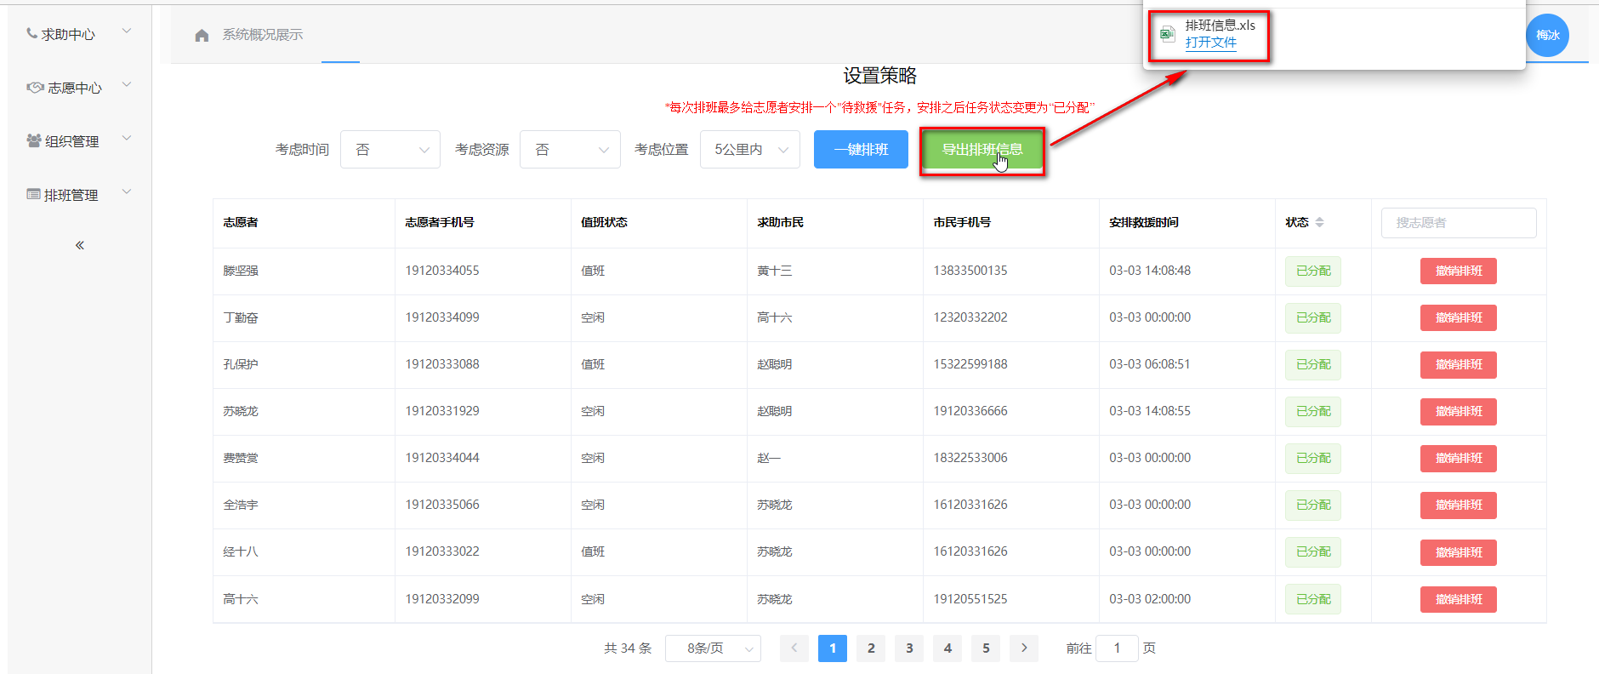 求助中心
志愿中心
组织管理
排班管理
«
系统概况展示
排班信息.xls
打开文件
梅冰
设置策略
*每次排班最多给志愿者安排一个"待救援"任务，安排之后任务状态变更为"已分配"
考虑时间 否 考虑资源 否 考虑位置 5公里内 一键排班 导出排班信息
志愿者 志愿者手机号 值班状态 求助市民 市民手机号 安排救援时间 状态 搜志愿者
滕坚强 19120334055 值班 黄十三 13833500135 03-03 14:08:48 已分配 撤销排班
丁勤奋 19120334099 空闲 高十六 12320332202 03-03 00:00:00 已分配 撤销排班
孔保护 19120333088 值班 赵聪明 15322599188 03-03 06:08:51 已分配 撤销排班
苏晓龙 19120331929 空闲 赵聪明 19120336666 03-03 14:08:55 已分配 撤销排班
费赞赏 19120334044 空闲 赵一 18322533006 03-03 00:00:00 已分配 撤销排班
全浩宇 19120335066 空闲 苏晓龙 16120331626 03-03 00:00:00 已分配 撤销排班
经十八 19120333022 值班 苏晓龙 16120331626 03-03 00:00:00 已分配 撤销排班
高十六 19120332099 空闲 苏晓龙 19120551525 03-03 02:00:00 已分配 撤销排班
共 34 条 8条/页 < 1 2 3 4 5 > 前往 1 页